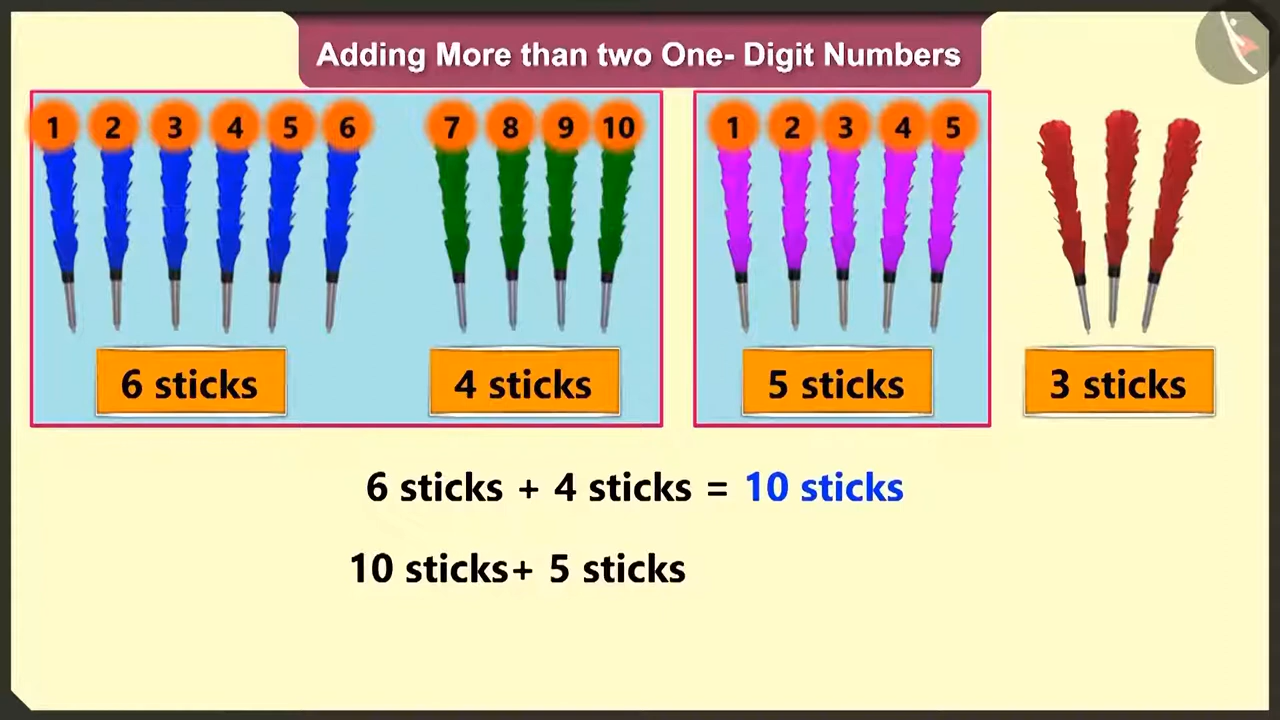 Adding More than two One- Digit Numbers
1 2 3 4 5 6 7 8 9 10 1 2 3 4 5
6 sticks 4 sticks 5 sticks 3 sticks
6 sticks + 4 sticks = 10 sticks
10 sticks+ 5 sticks